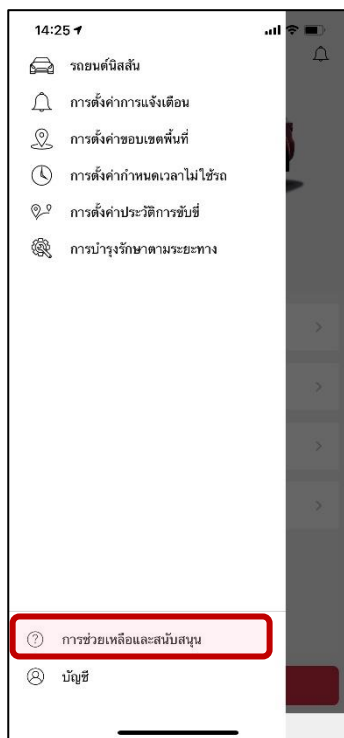 14:25
รถยนต์นิสสัน
การตั้งค่าการแจ้งเตือน
การตั้งค่าขอบเขตพื้นที่
การตั้งค่ากำหนดเวลาไม่ใช้รถ
การตั้งค่าประวัติการขับขี่
การบำรุงรักษาตามระยะทาง
การช่วยเหลือและสนับสนุน
บัญชี